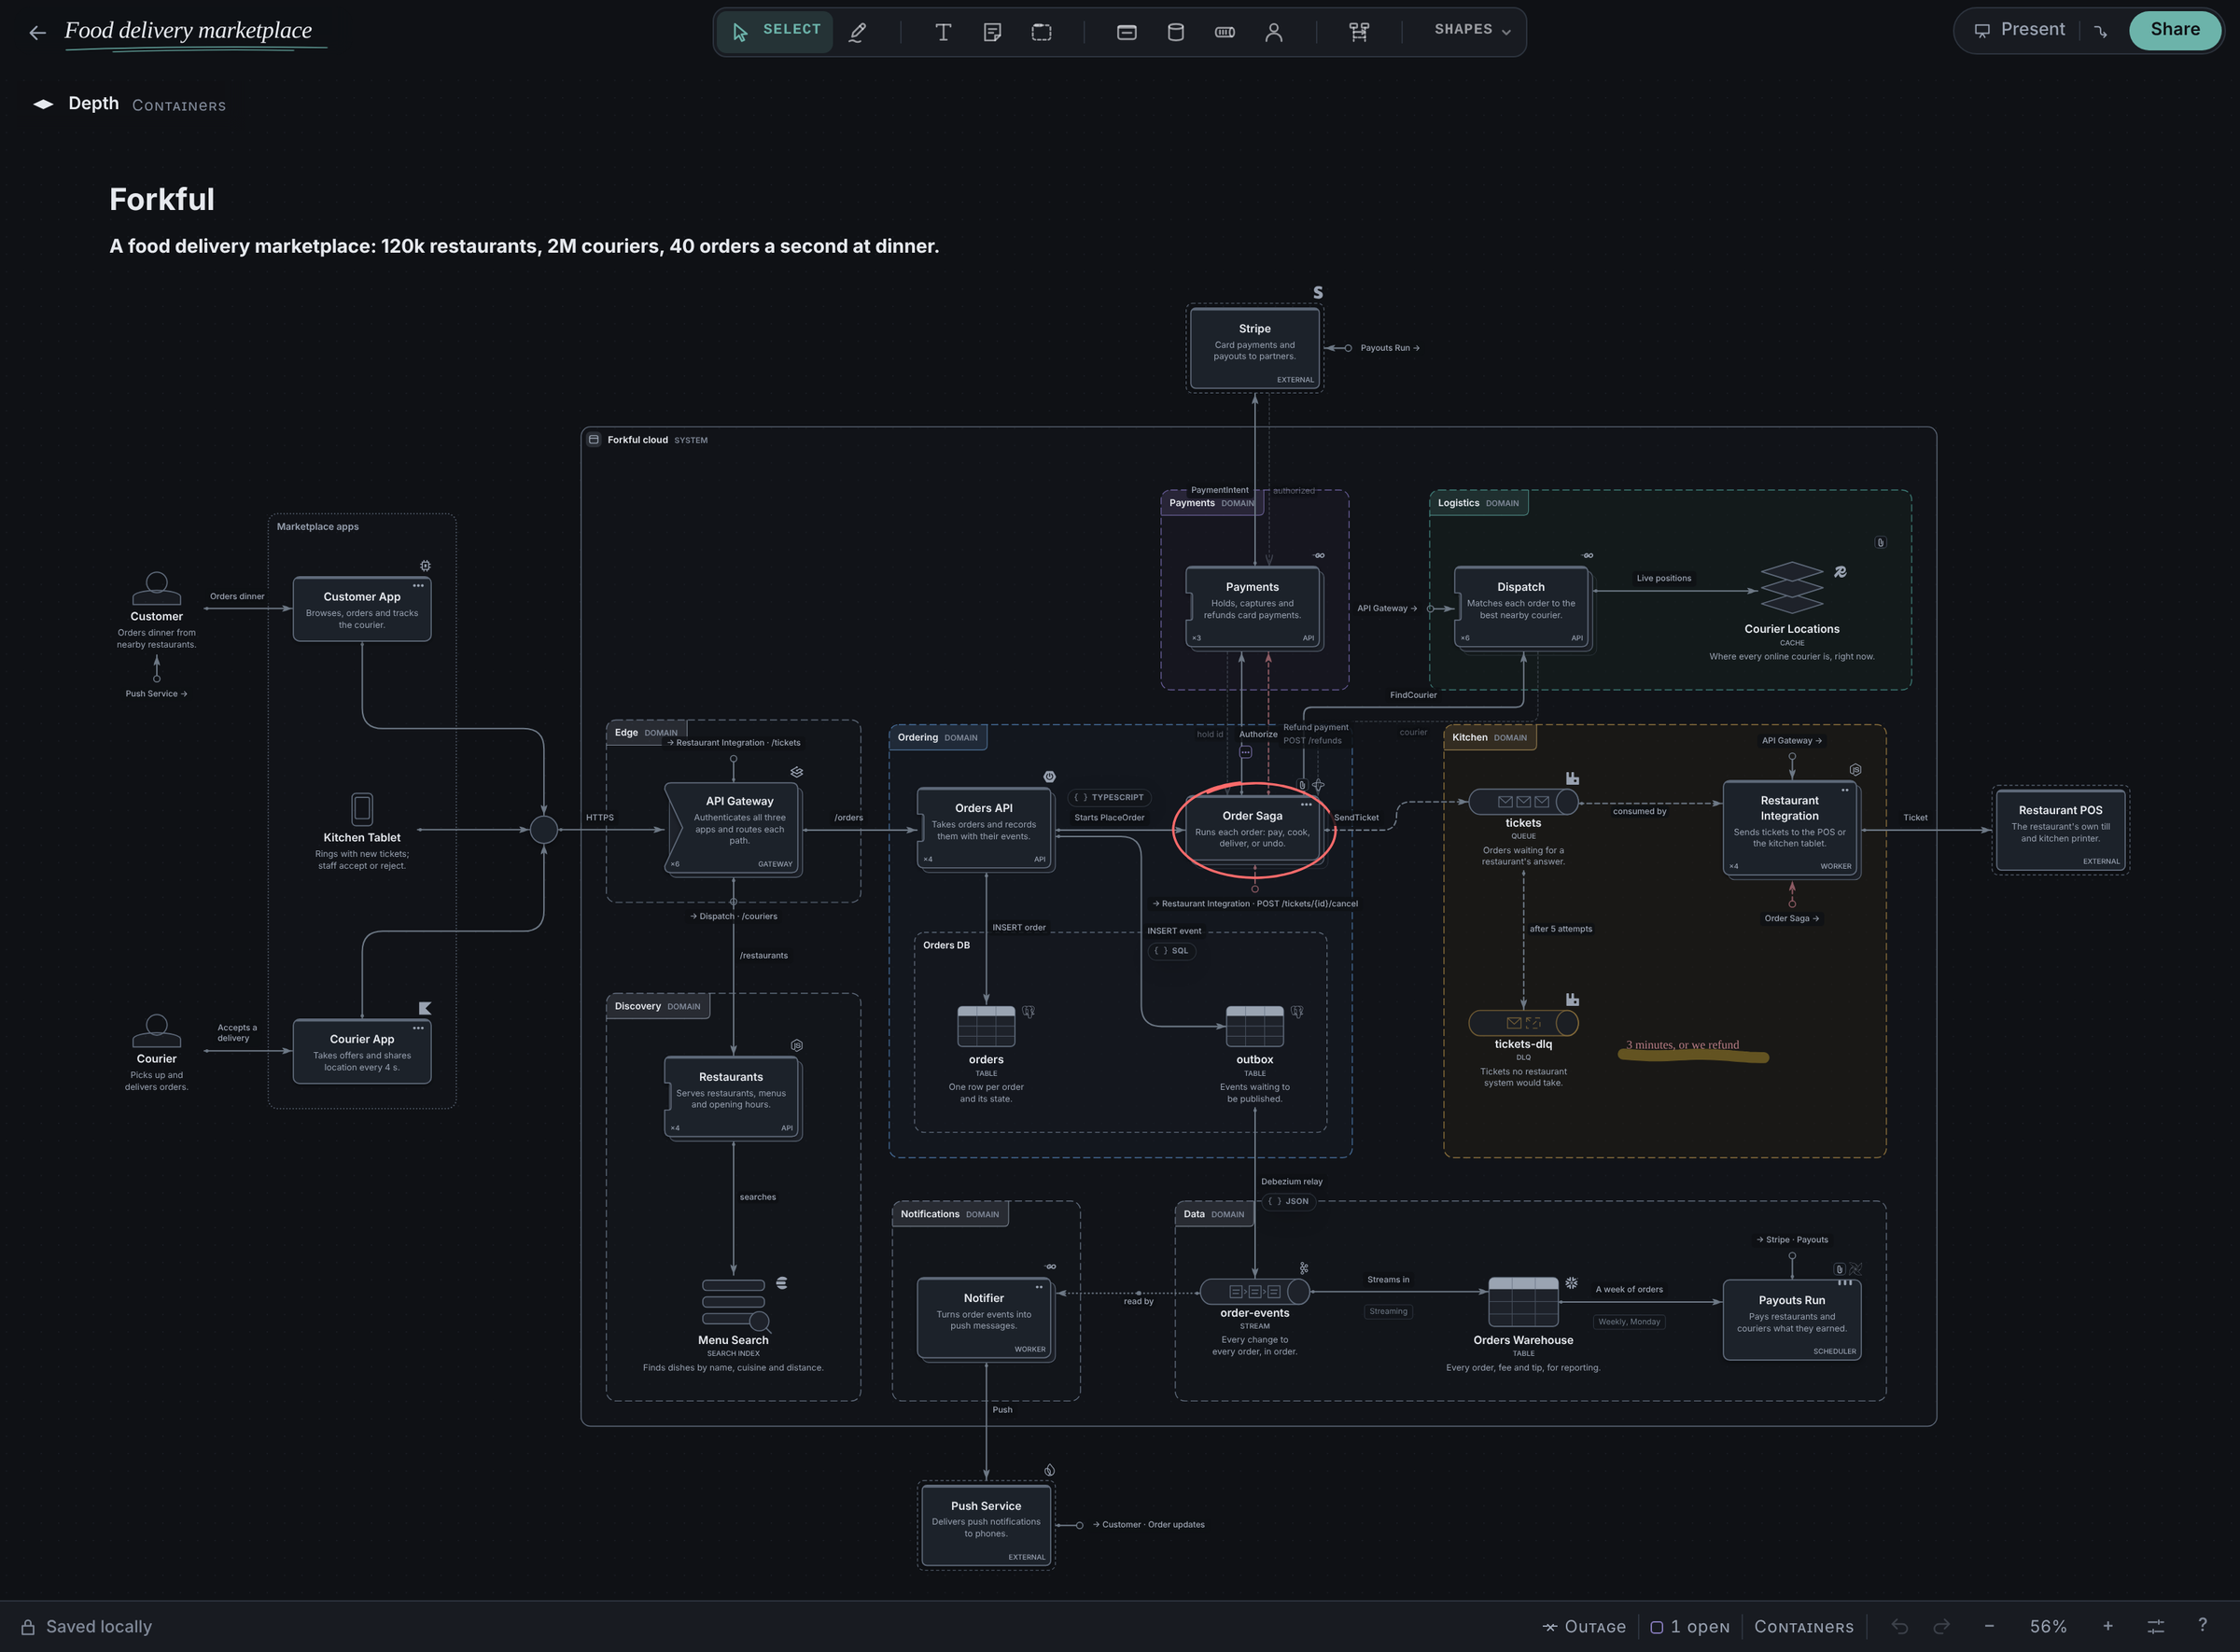 Food delivery marketplace
SELECT
SHAPES
Present
Share
Depth CONTAINERS
Forkful
A food delivery marketplace: 120k restaurants, 2M couriers, 40 orders a second at dinner.
Stripe
Card payments and
payouts to partners.
EXTERNAL
Payouts Run →
Forkful cloud SYSTEM
PaymentIntent
authorized
Payments DOMAIN
Payments
Holds, captures and
refunds card payments.
×3 API
Logistics DOMAIN
API Gateway →
Dispatch
Matches each order to the
best nearby courier.
×6 API
Live positions
Courier Locations
CACHE
Where every online courier is, right now.
Marketplace apps
Customer
Orders dinner from
nearby restaurants.
Push Service →
Orders dinner
Customer App
Browses, orders and tracks
the courier.
Kitchen Tablet
Rings with new tickets;
staff accept or reject.
Courier
Picks up and
delivers orders.
Accepts a
delivery
Courier App
Takes offers and shares
location every 4 s.
HTTPS
Edge DOMAIN
→ Restaurant Integration · /tickets
API Gateway
Authenticates all three
apps and routes each
path.
×6 GATEWAY
→ Dispatch · /couriers
/orders
/restaurants
Discovery DOMAIN
Restaurants
Serves restaurants, menus
and opening hours.
×4 API
searches
Menu Search
SEARCH INDEX
Finds dishes by name, cuisine and distance.
Ordering DOMAIN
Orders API
Takes orders and records
them with their events.
×4 API
{ } TYPESCRIPT
Starts PlaceOrder
hold id
Authorize
Refund payment
POST /refunds
FindCourier
courier
Order Saga
Runs each order: pay, cook,
deliver, or undo.
SendTicket
→ Restaurant Integration · POST /tickets/{id}/cancel
INSERT order
INSERT event
{ } SQL
Orders DB
orders
TABLE
One row per order
and its state.
outbox
TABLE
Events waiting to
be published.
Kitchen DOMAIN
tickets
QUEUE
Orders waiting for a
restaurant's answer.
consumed by
API Gateway →
Restaurant
Integration
Sends tickets to the POS or
the kitchen tablet.
×4 WORKER
Order Saga →
after 5 attempts
tickets-dlq
DLQ
Tickets no restaurant
system would take.
3 minutes, or we refund
Ticket
Restaurant POS
The restaurant's own till
and kitchen printer.
EXTERNAL
Debezium relay
{ } JSON
Notifications DOMAIN
Notifier
Turns order events into
push messages.
WORKER
read by
Data DOMAIN
order-events
STREAM
Every change to
every order, in order.
Streams in
Streaming
Orders Warehouse
TABLE
Every order, fee and tip, for reporting.
A week of orders
Weekly, Monday
→ Stripe · Payouts
Payouts Run
Pays restaurants and
couriers what they earned.
SCHEDULER
Push
Push Service
Delivers push notifications
to phones.
EXTERNAL
→ Customer · Order updates
Saved locally
OUTAGE
1 open
CONTAINERS
− 56% + ?